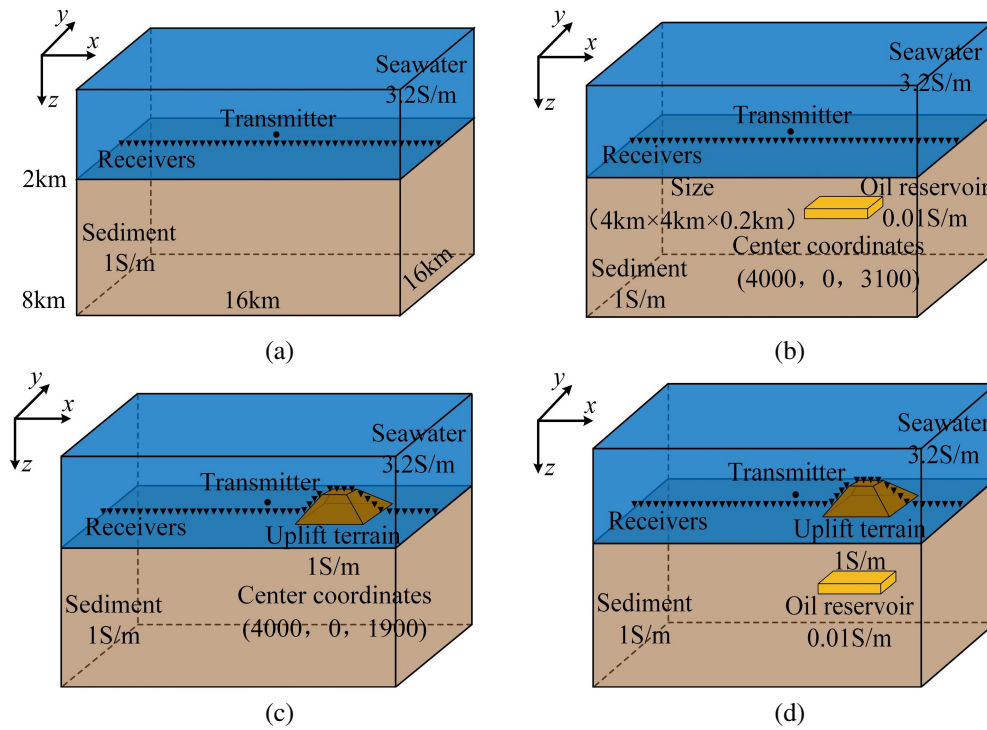 y
x
z
Seawater
3.2S/m
Transmitter
Receivers
2km
Sediment
1S/m
16km
8km
16km
(a)
y
x
z
Seawater
3.2S/m
Transmitter
Receivers
Size
(4km×4km×0.2km)
Oil reservoir
0.01S/m
Center coordinates
(4000，0，3100)
Sediment
1S/m
(b)
y
x
z
Seawater
3.2S/m
Transmitter
Receivers
Uplift terrain
1S/m
Center coordinates
(4000，0，1900)
Sediment
1S/m
(c)
y
x
z
Seawater
3.2S/m
Transmitter
Receivers
Uplift terrain
1S/m
Sediment
1S/m
Oil reservoir
0.01S/m
(d)